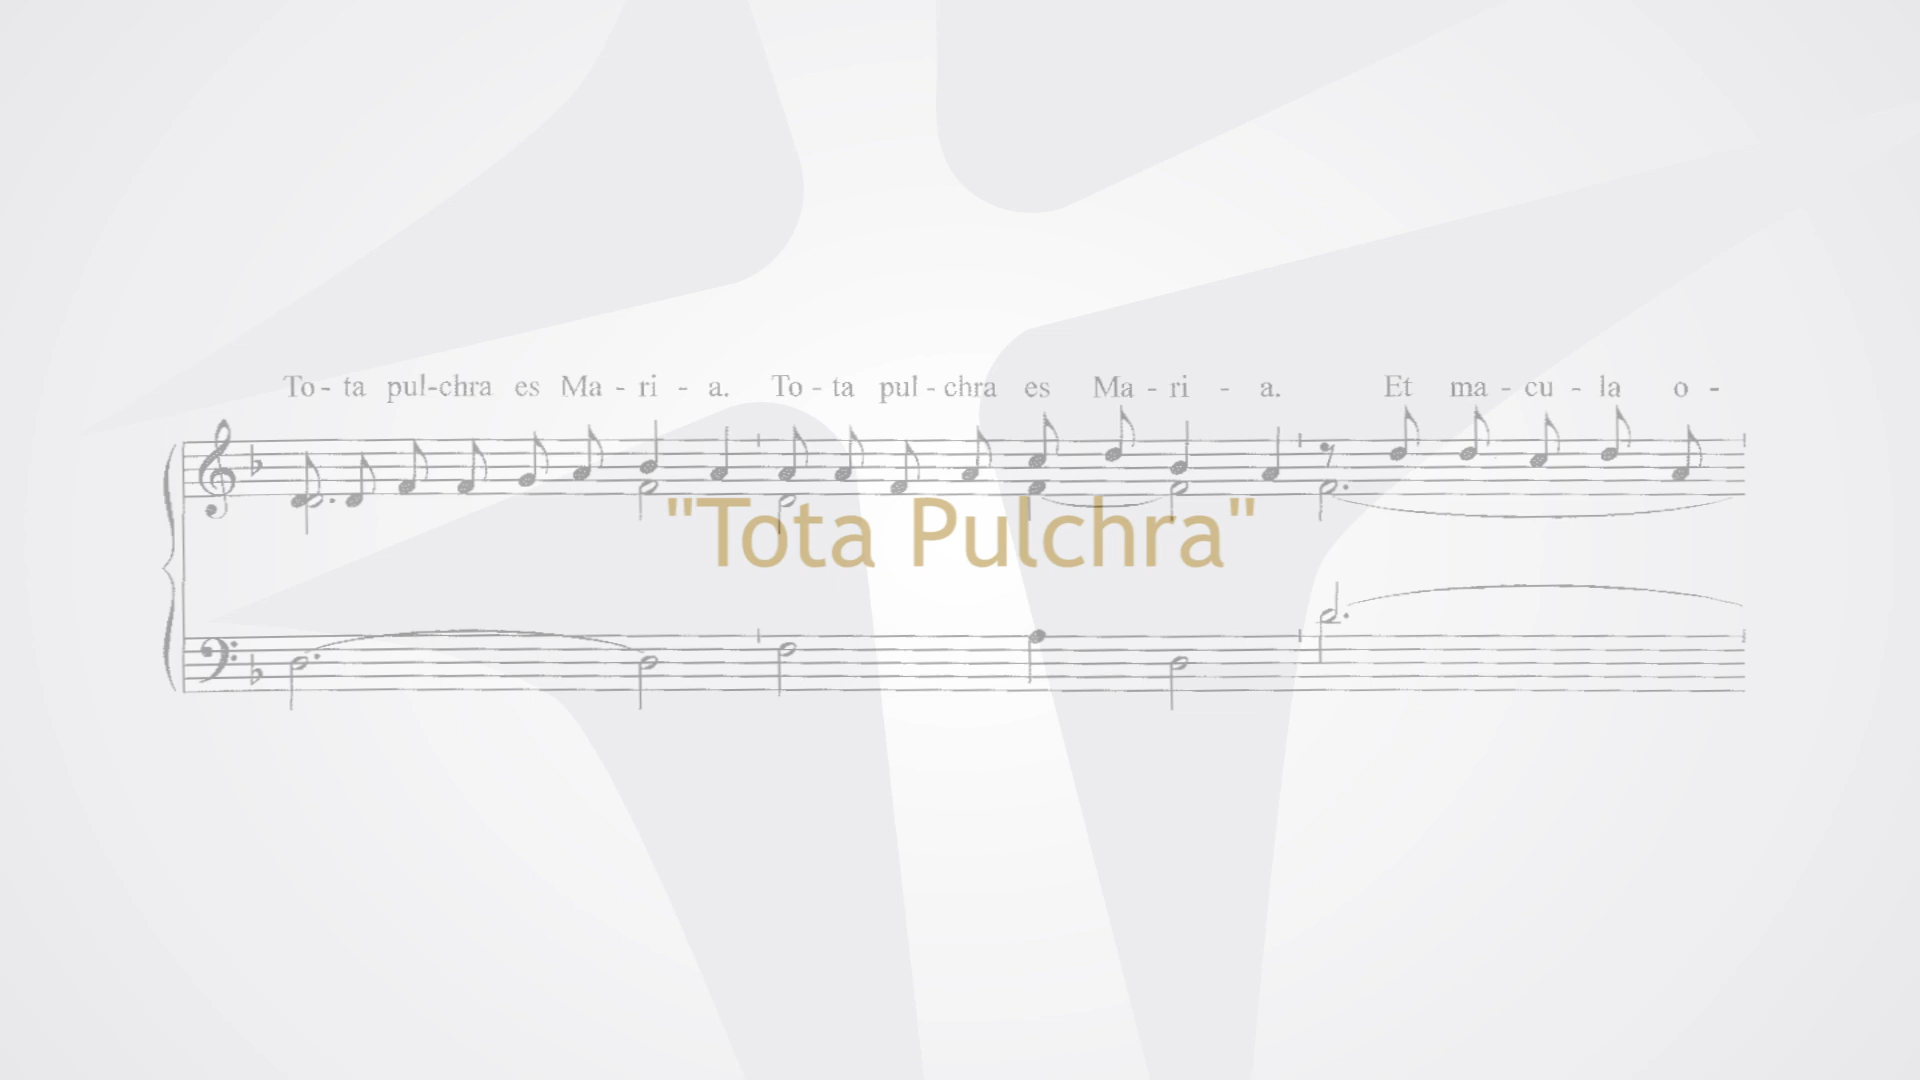 To - ta pul-chra es Ma - ri - a. To - ta pul - chra es Ma - ri - a. Et ma - cu - la o -
"Tota Pulchra"